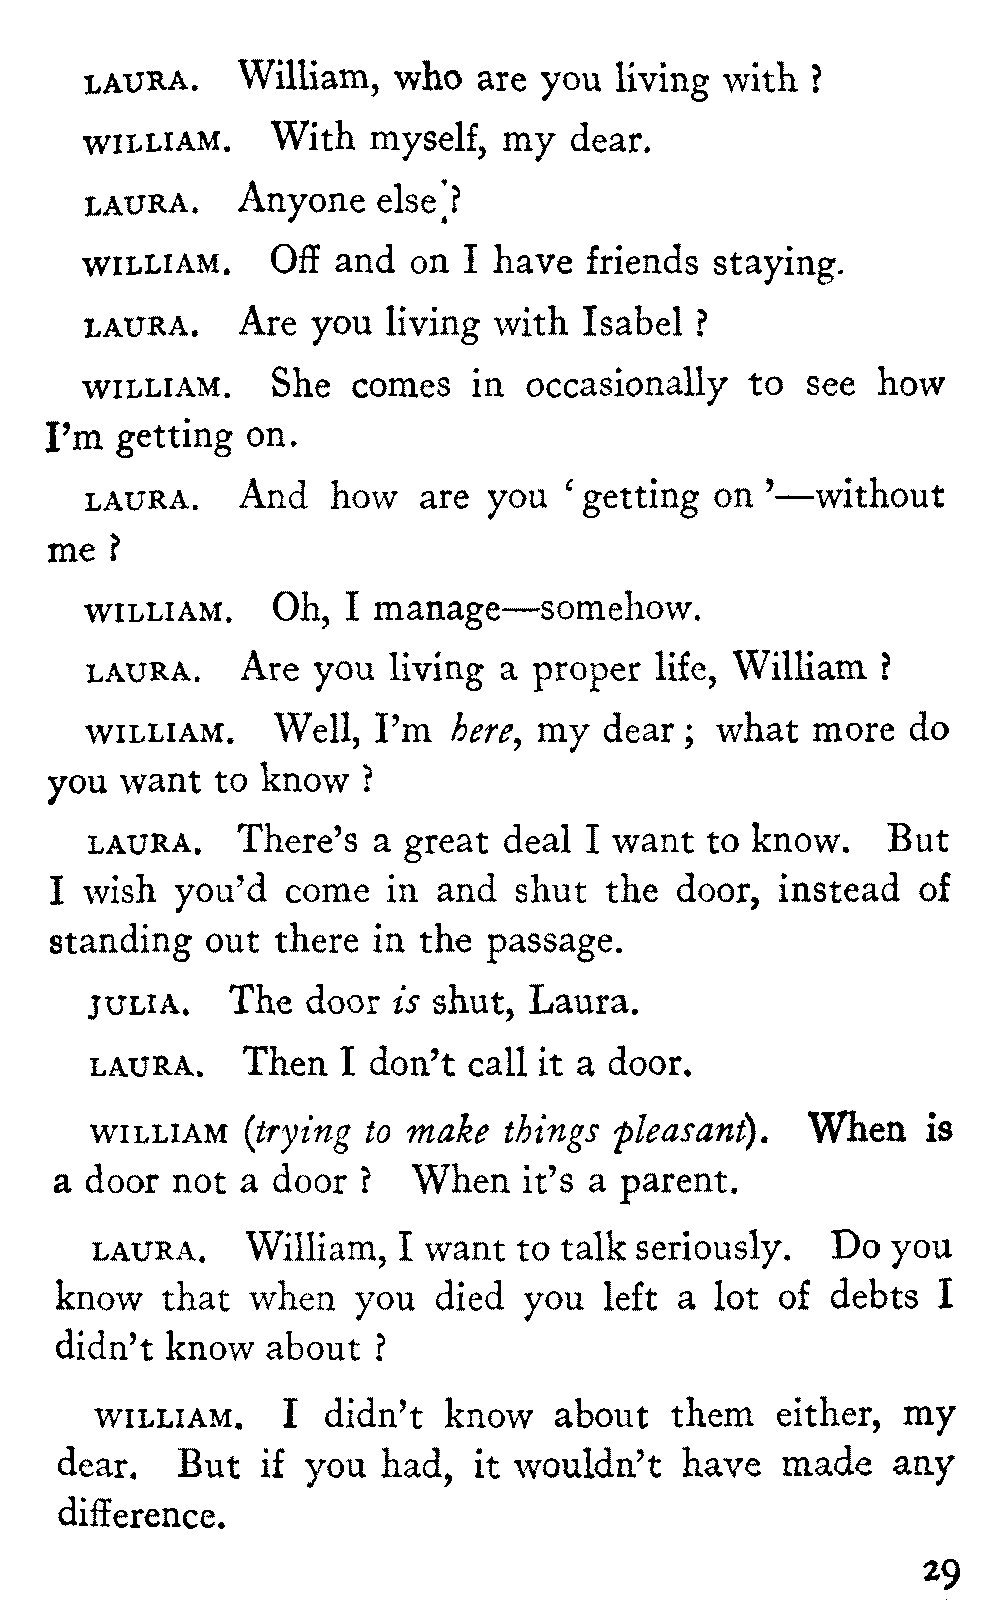 LAURA. William, who are you living with ?
WILLIAM. With myself, my dear.
LAURA. Anyone else ?
WILLIAM. Off and on I have friends staying.
LAURA. Are you living with Isabel ?
WILLIAM. She comes in occasionally to see how
I'm getting on.
LAURA. And how are you ‘ getting on ’—without
me ?
WILLIAM. Oh, I manage—somehow.
LAURA. Are you living a proper life, William ?
WILLIAM. Well, I'm here, my dear ; what more do
you want to know ?
LAURA. There's a great deal I want to know. But
I wish you'd come in and shut the door, instead of
standing out there in the passage.
JULIA. The door is shut, Laura.
LAURA. Then I don't call it a door.
WILLIAM (trying to make things pleasant). When is
a door not a door ? When it's a parent.
LAURA. William, I want to talk seriously. Do you
know that when you died you left a lot of debts I
didn't know about ?
WILLIAM. I didn't know about them either, my
dear. But if you had, it wouldn't have made any
difference.
29